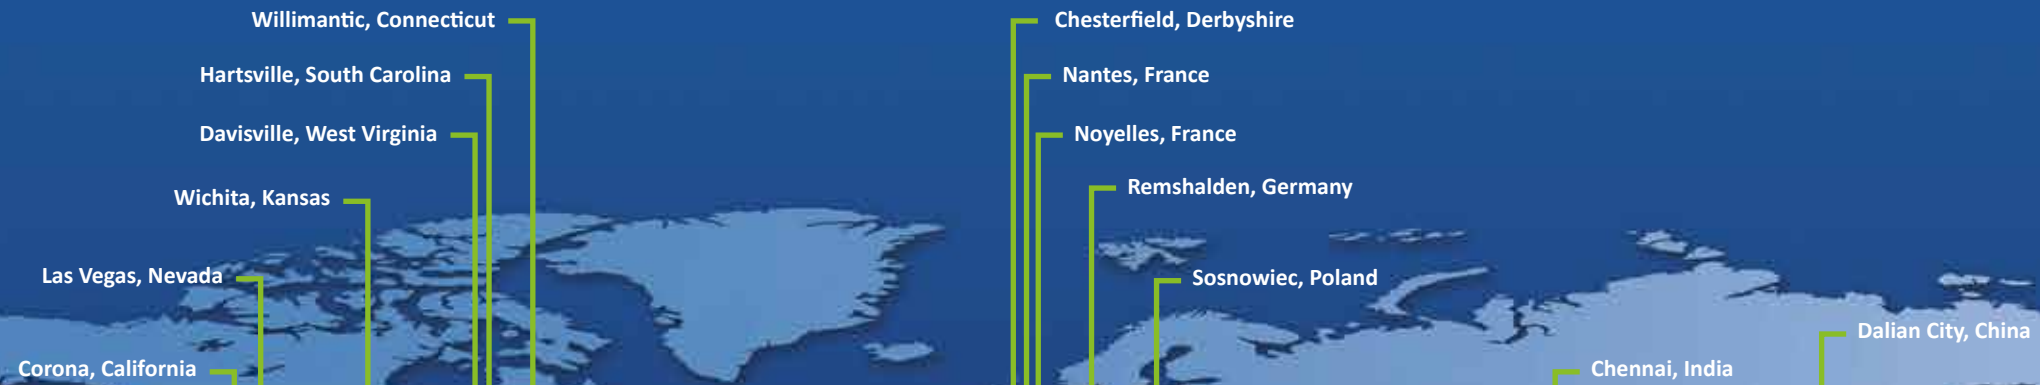 Willimantic, Connecticut
Hartsville, South Carolina
Davisville, West Virginia
Wichita, Kansas
Las Vegas, Nevada
Corona, California
Chesterfield, Derbyshire
Nantes, France
Noyelles, France
Remshalden, Germany
Sosnowiec, Poland
Dalian City, China
Chennai, India